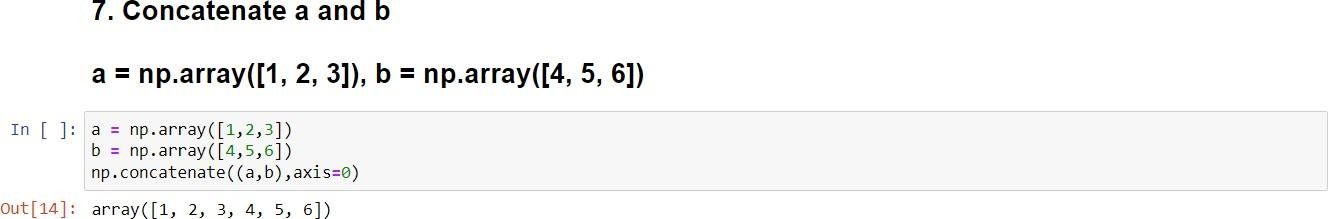 7. Concatenate a and b
a = np.array([1, 2, 3]), b = np.array([4, 5, 6])
In [ ]: a = np.array([1,2,3])
b = np.array([4,5,6])
np.concatenate((a,b),axis=0)
Out[14]: array([1, 2, 3, 4, 5, 6])